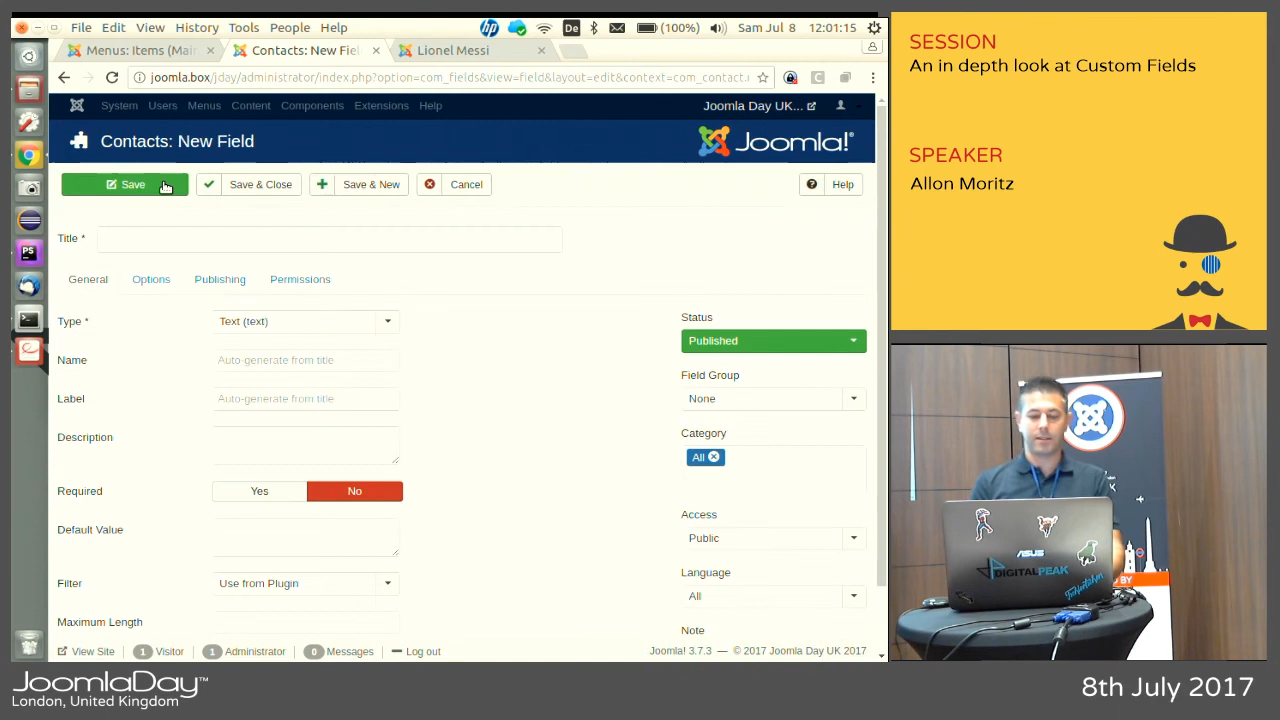 File Edit View History Tools People Help
hp De (100%) Sam Jul 8 12:01:15
Menus: Items (Mai × Contacts: New Fiel × Lionel Messi ×
joomla.box/jday/administrator/index.php?option=com_fields&view=field&layout=edit&context=com_contact.
System Users Menus Content Components Extensions Help Joomla Day UK...
Contacts: New Field Joomla!®
Save Save & Close Save & New Cancel Help
Title *
General Options Publishing Permissions
Type * Text (text)
Name Auto-generate from title
Label Auto-generate from title
Description
Required Yes No
Default Value
Filter Use from Plugin
Maximum Length
Status
Published
Field Group
None
Category
All
Access
Public
Language
All
Note
View Site 1 Visitor 1 Administrator 0 Messages Log out Joomla! 3.7.3 — © 2017 Joomla Day UK 2017
SESSION
An in depth look at Custom Fields
SPEAKER
Allon Moritz
ASUS
DIGITALPEAK
JoomlaDay™
London, United Kingdom
8th July 2017